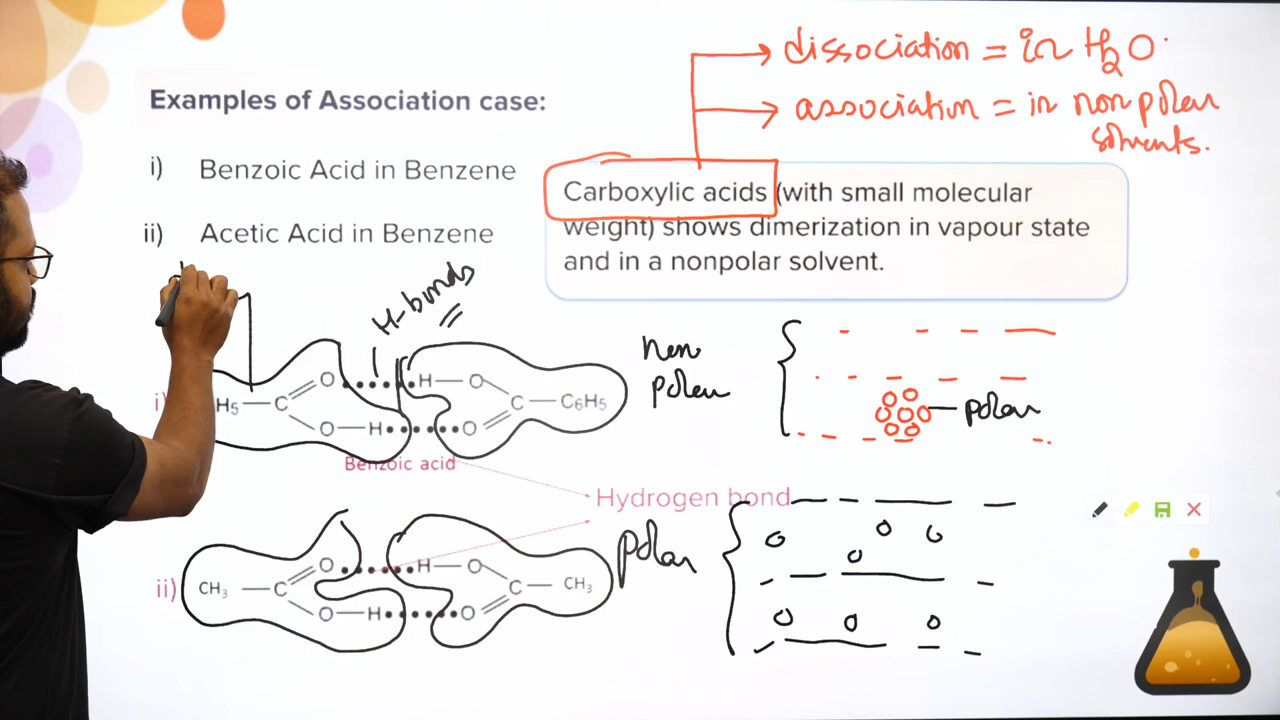 dissociation = in H2O.
Examples of Association case:
association = in non polar
solvents.
i) Benzoic Acid in Benzene
Carboxylic acids (with small molecular
weight) shows dimerization in vapour state
and in a nonpolar solvent.
ii) Acetic Acid in Benzene
H-bonds
non
polar
i) H5—C O H—O C—C6H5
O—H O
polar
Benzoic acid
Hydrogen bond
polar
ii) CH3—C O H—O C—CH3
O—H O